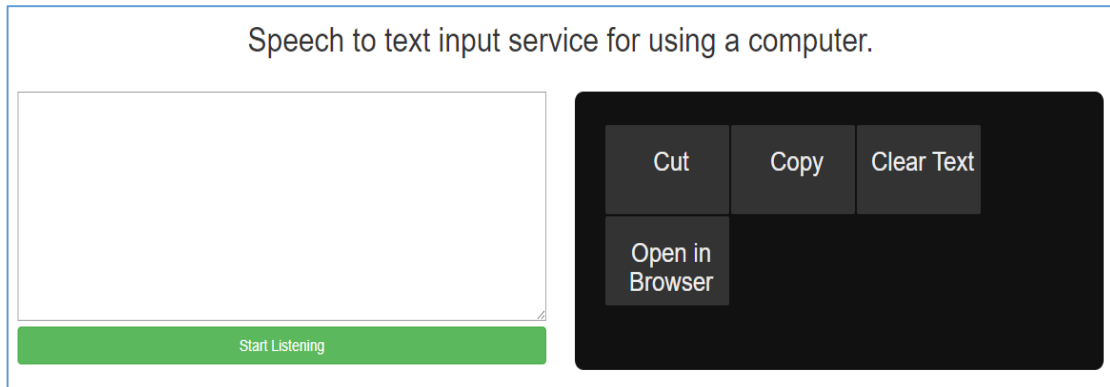 Speech to text input service for using a computer.
Cut
Copy
Clear Text
Open in
Browser
Start Listening